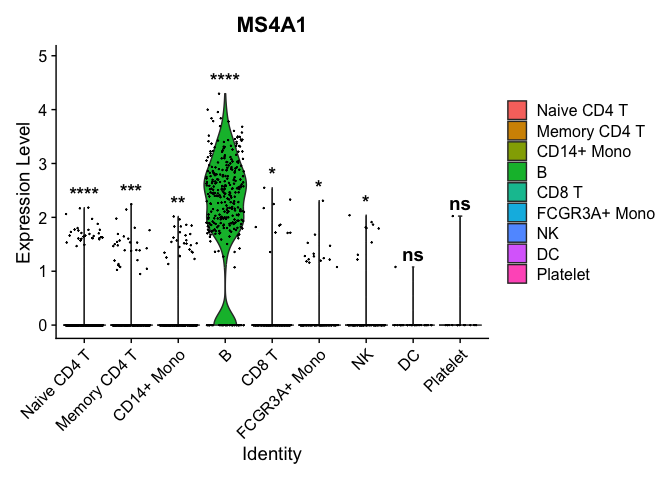 MS4A1
Expression Level
5
4
3
2
1
0
****
***
**
****
*
*
*
ns
ns
Naive CD4 T
Memory CD4 T
CD14+ Mono
B
CD8 T
FCGR3A+ Mono
NK
DC
Platelet
Identity
Naive CD4 T
Memory CD4 T
CD14+ Mono
B
CD8 T
FCGR3A+ Mono
NK
DC
Platelet